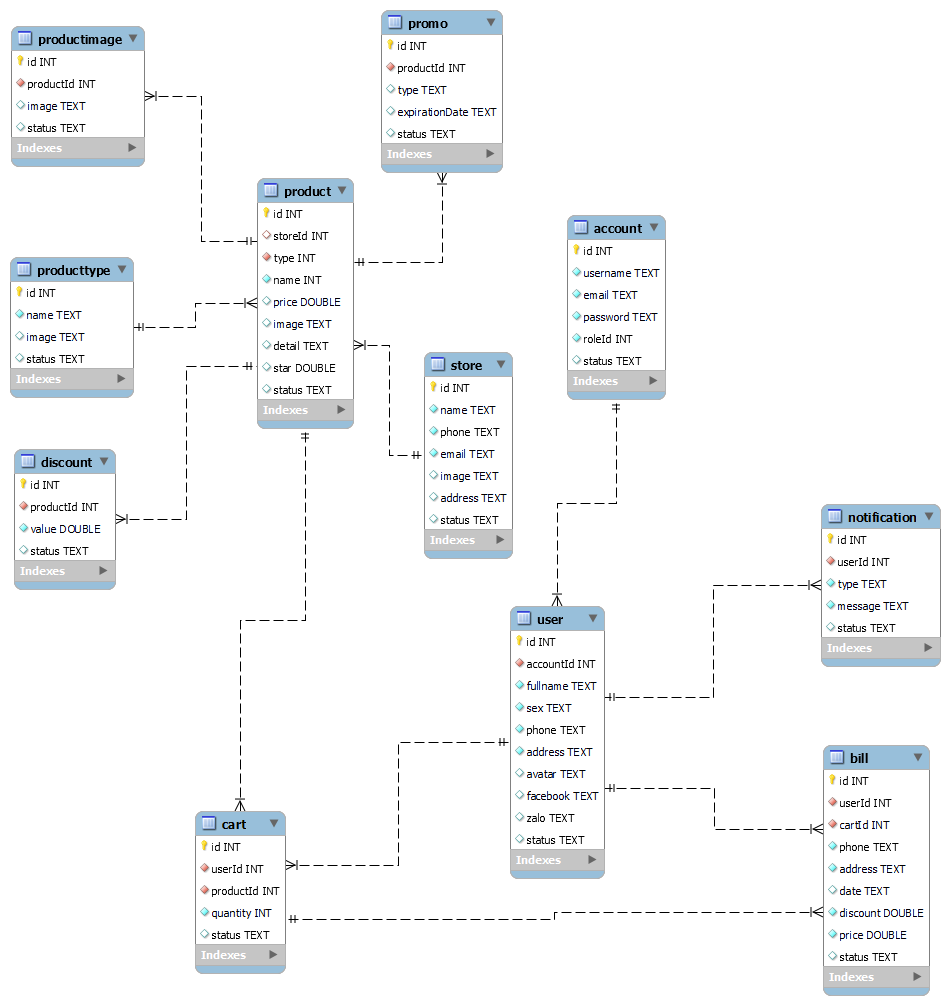 productimage
id INT
productId INT
image TEXT
status TEXT
Indexes
promo
id INT
productId INT
type TEXT
expirationDate TEXT
status TEXT
Indexes
product
id INT
storeId INT
type INT
name INT
price DOUBLE
image TEXT
detail TEXT
star DOUBLE
status TEXT
Indexes
account
id INT
username TEXT
email TEXT
password TEXT
roleId INT
status TEXT
Indexes
producttype
id INT
name TEXT
image TEXT
status TEXT
Indexes
store
id INT
name TEXT
phone TEXT
email TEXT
image TEXT
address TEXT
status TEXT
Indexes
discount
id INT
productId INT
value DOUBLE
status TEXT
Indexes
notification
id INT
userId INT
type TEXT
message TEXT
status TEXT
Indexes
user
id INT
accountId INT
fullname TEXT
sex TEXT
phone TEXT
address TEXT
avatar TEXT
facebook TEXT
zalo TEXT
status TEXT
Indexes
bill
id INT
userId INT
cartId INT
phone TEXT
address TEXT
date TEXT
discount DOUBLE
price DOUBLE
status TEXT
Indexes
cart
id INT
userId INT
productId INT
quantity INT
status TEXT
Indexes